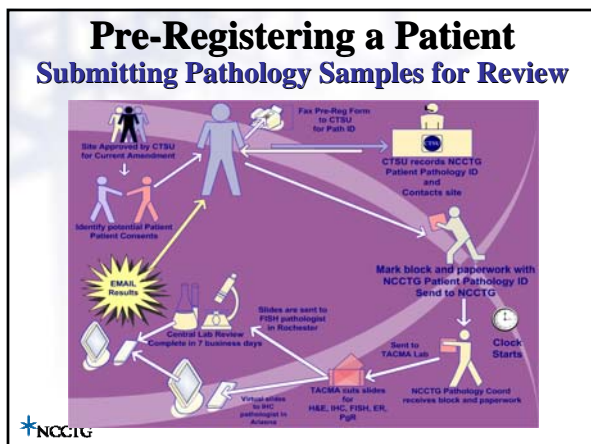 Pre-Registering a Patient
Submitting Pathology Samples for Review
Site Approved by CTSU
for Current Amendment
Fax Pre-Reg Form
to CTSU
for Path ID
CTSU
CTSU records NCCTG
Patient Pathology ID
and
Contacts site
Identify potential Patient
Patient Consents
Mark block and paperwork with
NCCTG Patient Pathology ID
Send to NCCTG
EMAIL
Results
Clock
Starts
Slides are sent to
FISH pathologist
in Rochester
Central Lab Review
Complete in 7 business days
Sent to
TACMA Lab
NCCTG Pathology Coord
receives block and paperwork
TACMA cuts slides
for
H&E, IHC, FISH, ER,
PgR
Virtual slides
to IHC
pathologist in
Arizona
NCCTG